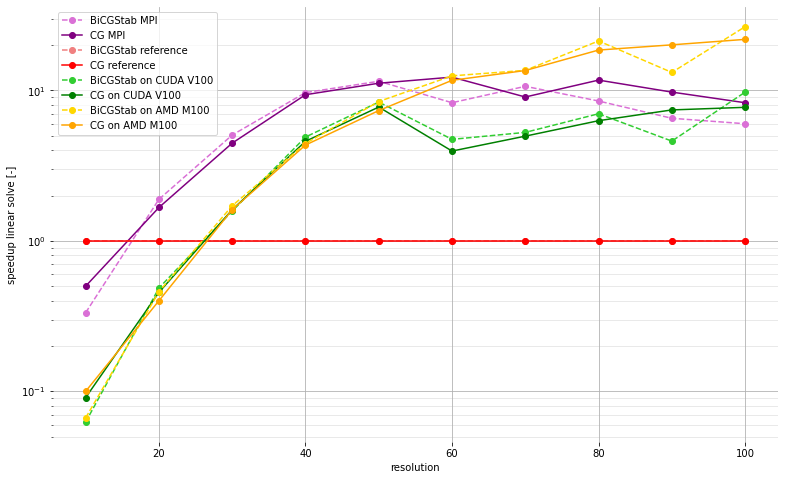 BiCGStab MPI
CG MPI
BiCGStab reference
CG reference
BiCGStab on CUDA V100
CG on CUDA V100
BiCGStab on AMD M100
CG on AMD M100
speedup linear solve [-]
10¹
10⁰
10⁻¹
20 40 60 80 100
resolution